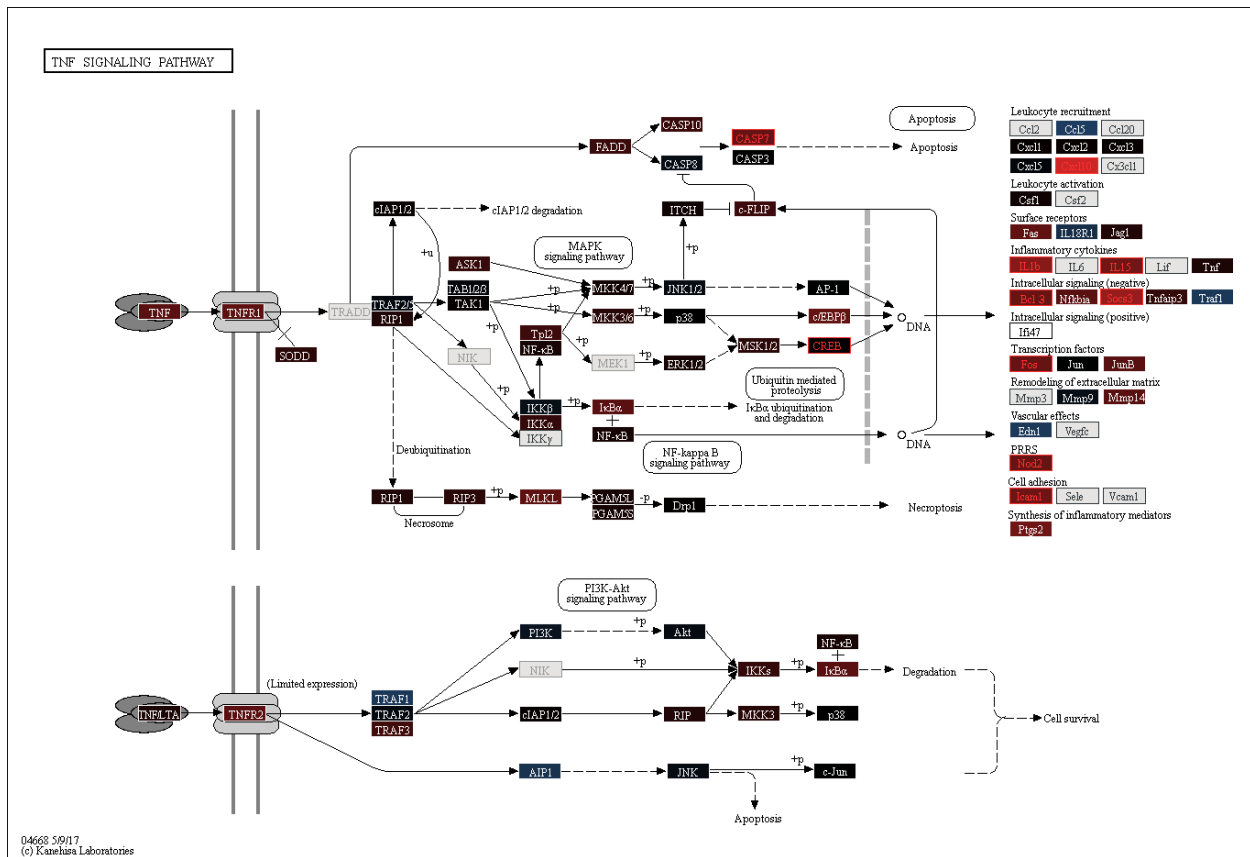 TNF SIGNALING PATHWAY
Apoptosis
Leukocyte recruitment
Ccl2 Ccl5 Ccl20
Cxcl1 Cxcl2 Cxcl3
Cxcl5 Cxcl10 Cx3cl1
CASP10
FADD
CASP7
CASP8
CASP3
Apoptosis
Leukocyte activation
Csf1 Csf2
cIAP1/2
cIAP1/2 degradation
ITCH
c-FLIP
Surface receptors
Fas IL18R1 Jag1
+u
+p
MAPK
signaling pathway
Inflammatory cytokines
IL1b IL6 IL15 Lif Tnf
ASK1
TAB1/2/3
TAK1
+p
+p
MKK4/7
+p
JNK1/2
AP-1
Intracellular signaling (negative)
Bcl 3 Nfkbia Socs3 Tnfaip3 Traf1
TNF
TNFR1
TRADD
TRAF2/5
RIP1
MKK3/6
+p
p38
c/EBPβ
DNA
Intracellular signaling (positive)
Ifi47
SODD
+p
Tpl2
NF-κB
+p
MSK1/2
CREB
NIK
MEK1
+p
ERK1/2
Transcription factors
Fos Jun JunB
+p
Ubiquitin mediated
proteolysis
Remodeling of extracellular matrix
Mmp3 Mmp9 Mmp14
IKKβ
IKKα
IKKγ
+p
IκBα
NF-κB
IκBα ubiquitination
and degradation
DNA
Vascular effects
Edn1 Vegfc
Deubiquitination
NF-kappa B
signaling pathway
PRRS
Nod2
RIP1
RIP3
+p
MLKL
PGAM5L
PGAM5S
-p
Drp1
Necroptosis
Necrosome
Cell adhesion
Icam1 Sele Vcam1
Synthesis of inflammatory mediators
Ptgs2
PI3K-Akt
signaling pathway
PI3K
+p
Akt
NF-κB
NIK
+p
IKKs
+p
IκBα
Degradation
(Limited expression)
TNF/LTA
TNFR2
TRAF1
TRAF2
TRAF3
cIAP1/2
RIP
MKK3
+p
p38
Cell survival
AIP1
JNK
+p
c-Jun
Apoptosis
04668 5/9/17
(c) Kanehisa Laboratories